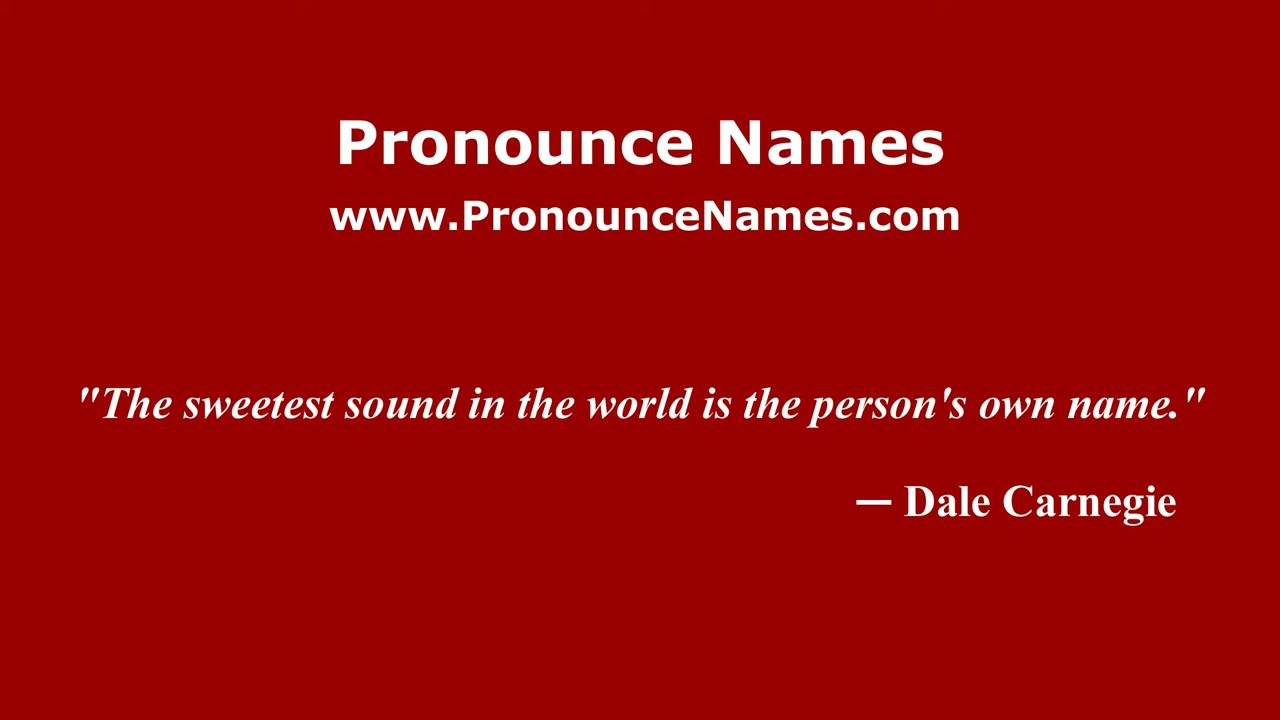 Pronounce Names
www.PronounceNames.com
"The sweetest sound in the world is the person's own name."
— Dale Carnegie